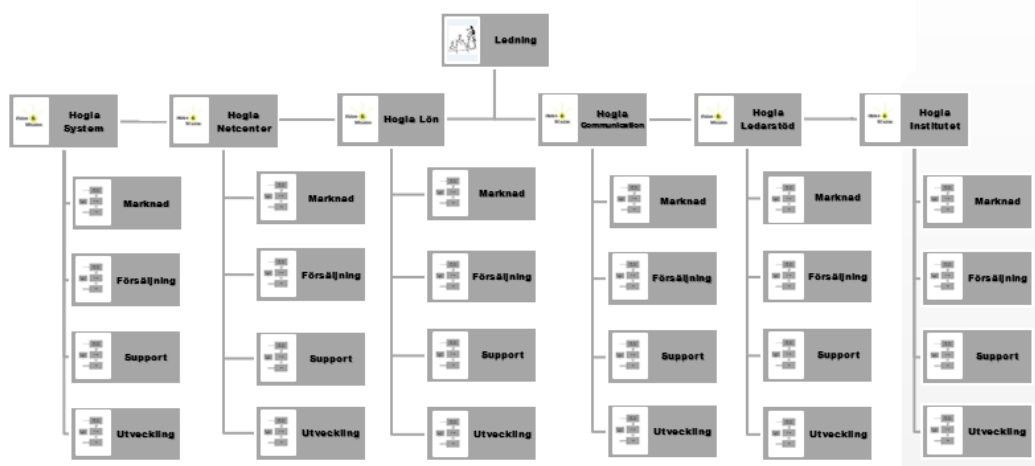 Ledning
Hogia
System
Hogia
Netcenter
Hogia Lön
Hogia
Communication
Hogia
Ledarstöd
Hogia
Institutet
Marknad
Marknad
Marknad
Marknad
Marknad
Marknad
Försäljning
Försäljning
Försäljning
Försäljning
Försäljning
Försäljning
Support
Support
Support
Support
Support
Support
Utveckling
Utveckling
Utveckling
Utveckling
Utveckling
Utveckling